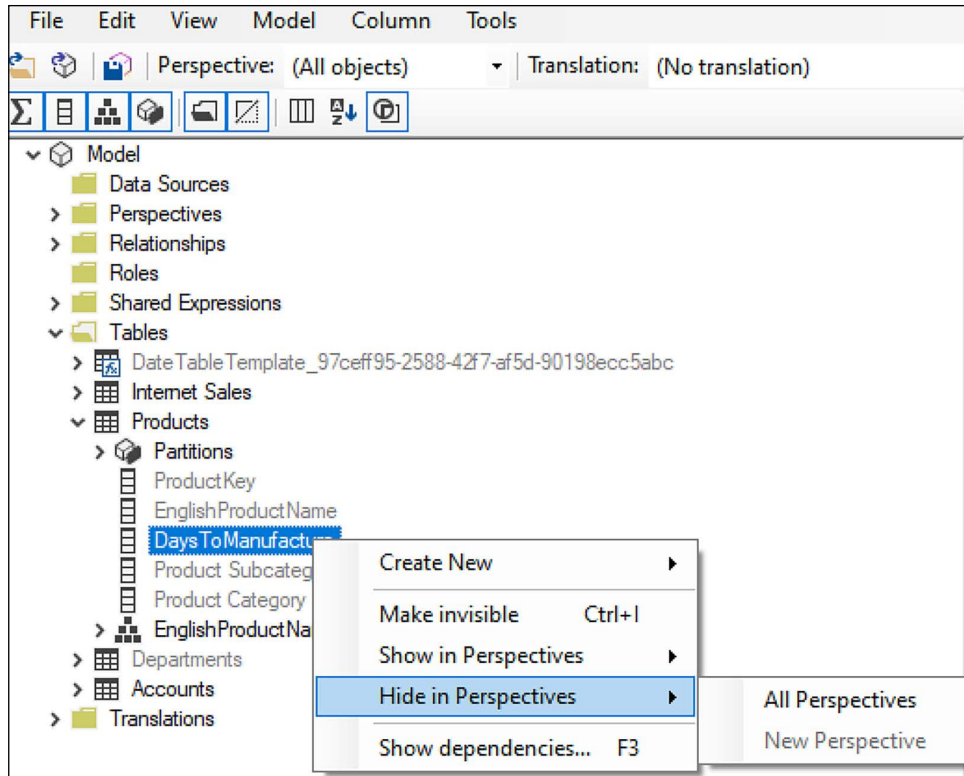 File Edit View Model Column Tools
Perspective: (All objects) Translation: (No translation)
Model
Data Sources
Perspectives
Relationships
Roles
Shared Expressions
Tables
DateTableTemplate_97ceff95-2588-42f7-af5d-90198ecc5abc
Internet Sales
Products
Partitions
ProductKey
EnglishProductName
DaysToManufacture
Product Subcateg
Product Category
EnglishProductNa
Departments
Accounts
Translations
Create New
Make invisible Ctrl+I
Show in Perspectives
Hide in Perspectives
Show dependencies... F3
All Perspectives
New Perspective